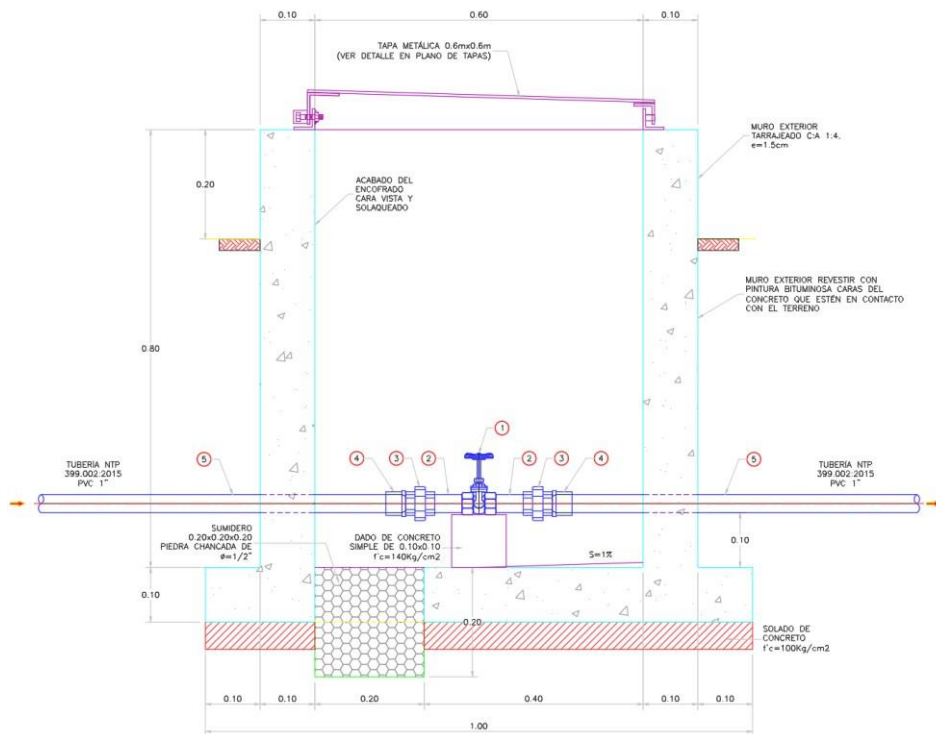 0.10
0.60
0.10
TAPA METÁLICA 0.6mx0.6m
(VER DETALLE EN PLANO DE TAPAS)
MURO EXTERIOR
TARRAJEADO C:A 1:4.
e=1.5cm
0.20
ACABADO DEL
ENCOFRADO
CARA VISTA Y
SOLAQUEADO
MURO EXTERIOR REVESTIR CON
PINTURA BITUMINOSA CARAS DEL
CONCRETO QUE ESTÉN EN CONTACTO
CON EL TERRENO
0.80
1
TUBERÍA NTP
399.002:2015
PVC 1"
5
4
3
2
2
3
4
5
TUBERÍA NTP
399.002:2015
PVC 1"
SUMIDERO
0.20x0.20x0.20
PIEDRA CHANCADA DE
ø=1/2"
DADO DE CONCRETO
SIMPLE DE 0.10x0.10
f'c=140Kg/cm2
S=1%
0.10
0.10
0.20
SOLADO DE
CONCRETO
f'c=100Kg/cm2
0.10
0.10
0.20
0.40
0.10
0.10
1.00